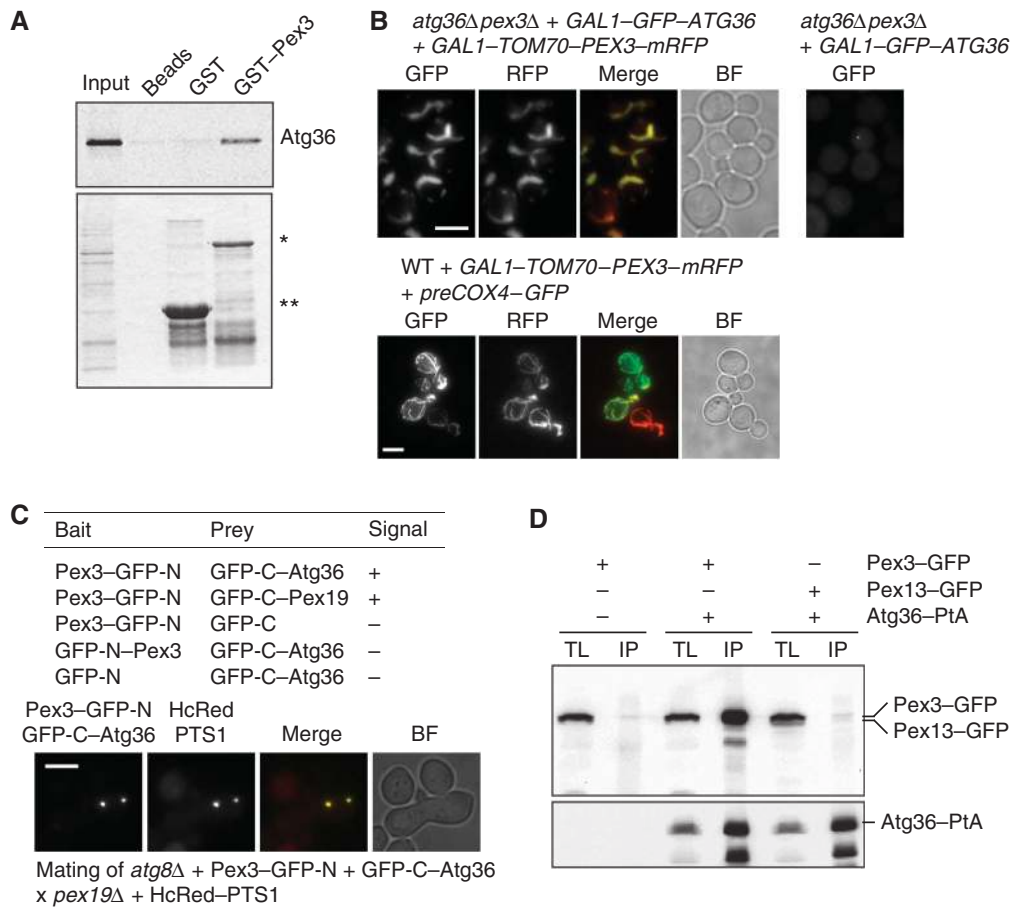 A
Input Beads GST GST–Pex3
Atg36
*
**
B
atg36Δpex3Δ + GAL1–GFP–ATG36
+ GAL1–TOM70–PEX3–mRFP
GFP RFP Merge BF
atg36Δpex3Δ
+ GAL1–GFP–ATG36
GFP
WT + GAL1–TOM70–PEX3–mRFP
+ preCOX4–GFP
GFP RFP Merge BF
C
Bait Prey Signal
Pex3–GFP-N GFP-C–Atg36 +
Pex3–GFP-N GFP-C–Pex19 +
Pex3–GFP-N GFP-C –
GFP-N–Pex3 GFP-C–Atg36 –
GFP-N GFP-C–Atg36 –
Pex3–GFP-N HcRed
GFP-C–Atg36 PTS1 Merge BF
Mating of atg8Δ + Pex3–GFP-N + GFP-C–Atg36
x pex19Δ + HcRed–PTS1
D
+ + – Pex3–GFP
– – + Pex13–GFP
– + + Atg36–PtA
TL IP TL IP TL IP
Pex3–GFP
Pex13–GFP
Atg36–PtA